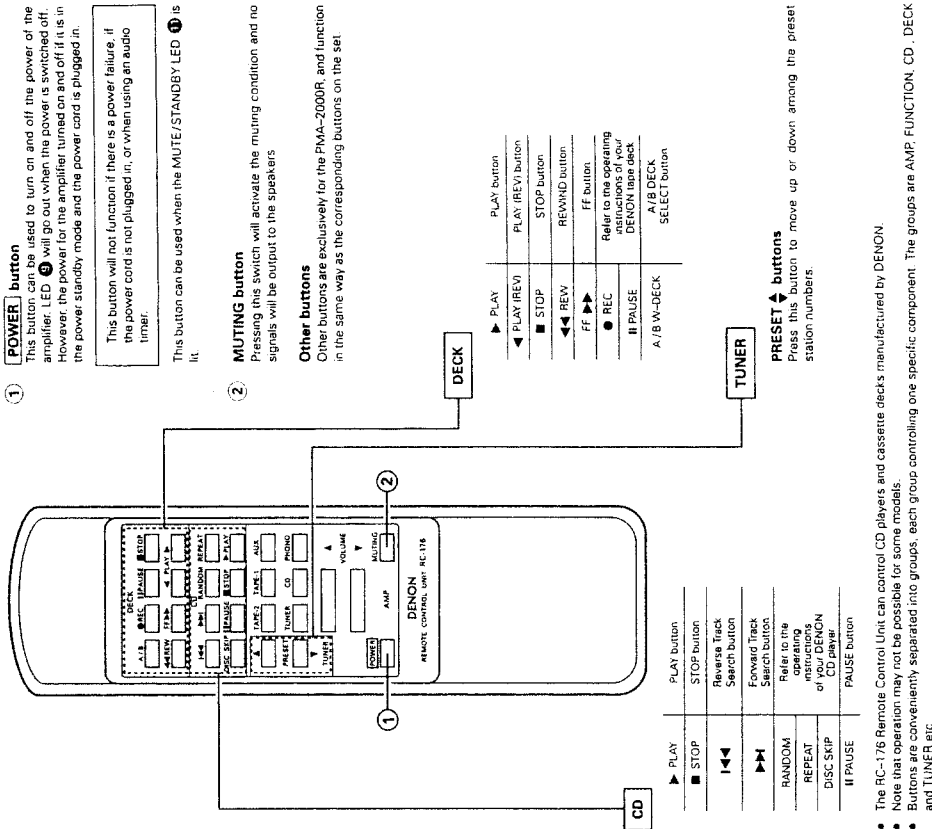 ① POWER button
This button can be used to turn on and off the power of the
amplifier. LED ❾ will go out when the power is switched off.
However, the power for the amplifier turned on and off if it is in
the power standby mode and the power cord is plugged in.
This button will not function if there is a power failure, if
the power cord is not plugged in, or when using an audio
timer.
This button can be used when the MUTE/STANDBY LED ⓫ is
lit.
② MUTING button
Pressing this switch will activate the muting condition and no
signals will be output to the speakers
Other buttons
Other buttons are exclusively for the PMA-2000R, and function
in the same way as the corresponding buttons on the set.
DECK
A/B ●REC ❙❙PAUSE ■STOP
◀◀REW FF▶▶ ◀ PLAY ▶
CD
I◀◀ ▶▶I RANDOM REPEAT
DISC SKIP ❙❙PAUSE ■STOP ▶PLAY
▲ TAPE-2 TAPE-1 AUX
PRESET TUNER CD PHONO
▼
TUNER
▲
VOLUME
▼
POWER AMP MUTING
DENON
REMOTE CONTROL UNIT RC-176
①
②
DECK
▶ PLAY PLAY button
◀ PLAY (REV) PLAY (REV) button
■ STOP STOP button
◀◀ REW REWIND button
FF ▶▶ FF button
● REC Refer to the operating
instructions of your
DENON tape deck
❙❙ PAUSE
A/B W-DECK A/B DECK
SELECT button
TUNER
PRESET ▲▼ buttons
Press this button to move up or down among the preset
station numbers.
CD
▶ PLAY PLAY button
■ STOP STOP button
I◀◀ Reverse Track
Search button
▶▶I Forward Track
Search button
RANDOM Refer to the
operating
REPEAT instructions
of your DENON
DISC SKIP CD player
❙❙ PAUSE PAUSE button
● The RC-176 Remote Control Unit can control CD players and cassette decks manufactured by DENON.
● Note that operation may not be possible for some models.
● Buttons are conveniently separated into groups, each group controlling one specific component. The groups are AMP, FUNCTION, CD, DECK
and TUNER etc